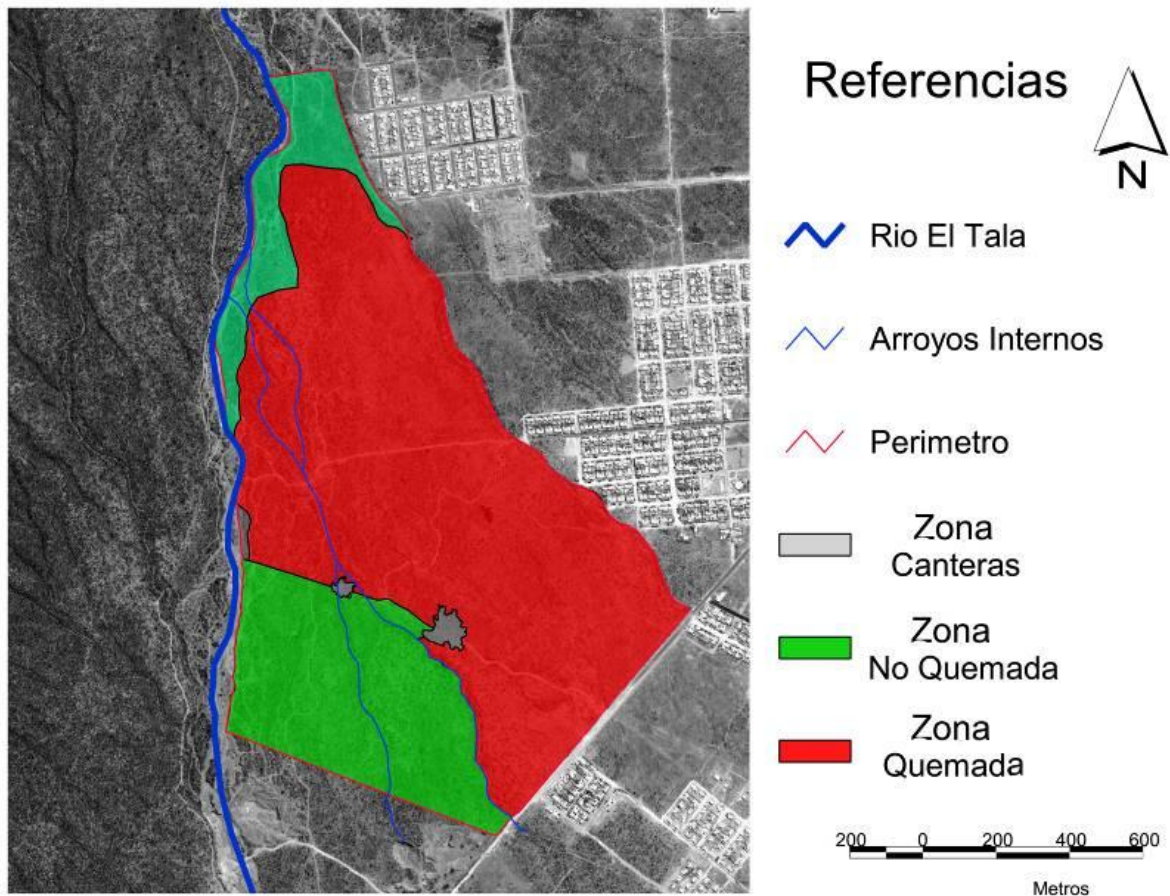 Referencias
N
Rio El Tala
Arroyos Internos
Perimetro
Zona
Canteras
Zona
No Quemada
Zona
Quemada
200 0 200 400 600
Metros